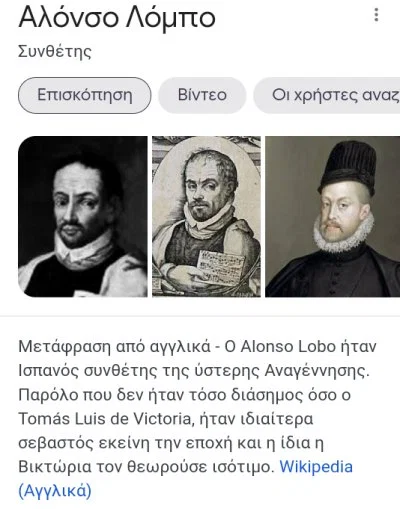 Αλόνσο Λόμπο
Συνθέτης
Επισκόπηση
Βίντεο
Οι χρήστες αναζ
Μετάφραση από αγγλικά - Ο Alonso Lobo ήταν
Ισπανός συνθέτης της ύστερης Αναγέννησης.
Παρόλο που δεν ήταν τόσο διάσημος όσο ο
Tomás Luis de Victoria, ήταν ιδιαίτερα
σεβαστός εκείνη την εποχή και η ίδια η
Βικτώρια τον θεωρούσε ισότιμο. Wikipedia
(Αγγλικά)